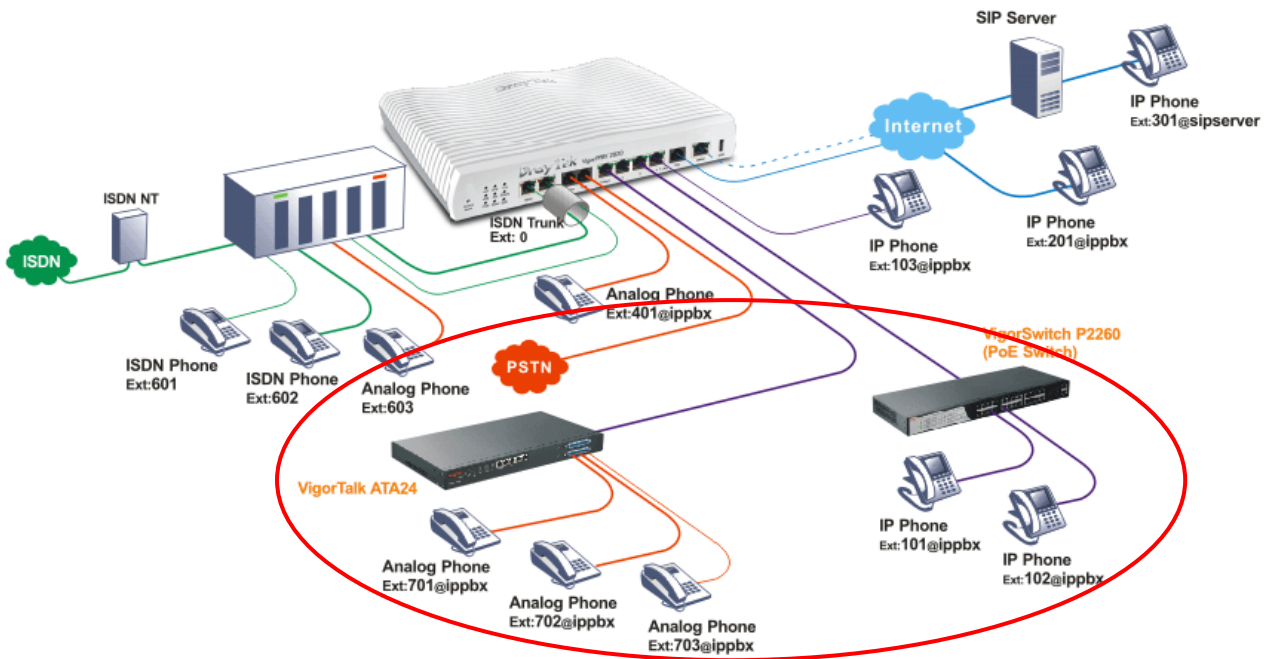 SIP Server
IP Phone
Ext:301@sipserver
Internet
DrayTek VigorIPPBX 2820
ISDN NT
ISDN Trunk
Ext: 0
IP Phone
Ext:201@ippbx
IP Phone
Ext:103@ippbx
ISDN
Analog Phone
Ext:401@ippbx
VigorSwitch P2260
(PoE Switch)
ISDN Phone
Ext:601
ISDN Phone
Ext:602
Analog Phone
Ext:603
PSTN
VigorTalk ATA24
IP Phone
Ext:101@ippbx
IP Phone
Ext:102@ippbx
Analog Phone
Ext:701@ippbx
Analog Phone
Ext:702@ippbx
Analog Phone
Ext:703@ippbx